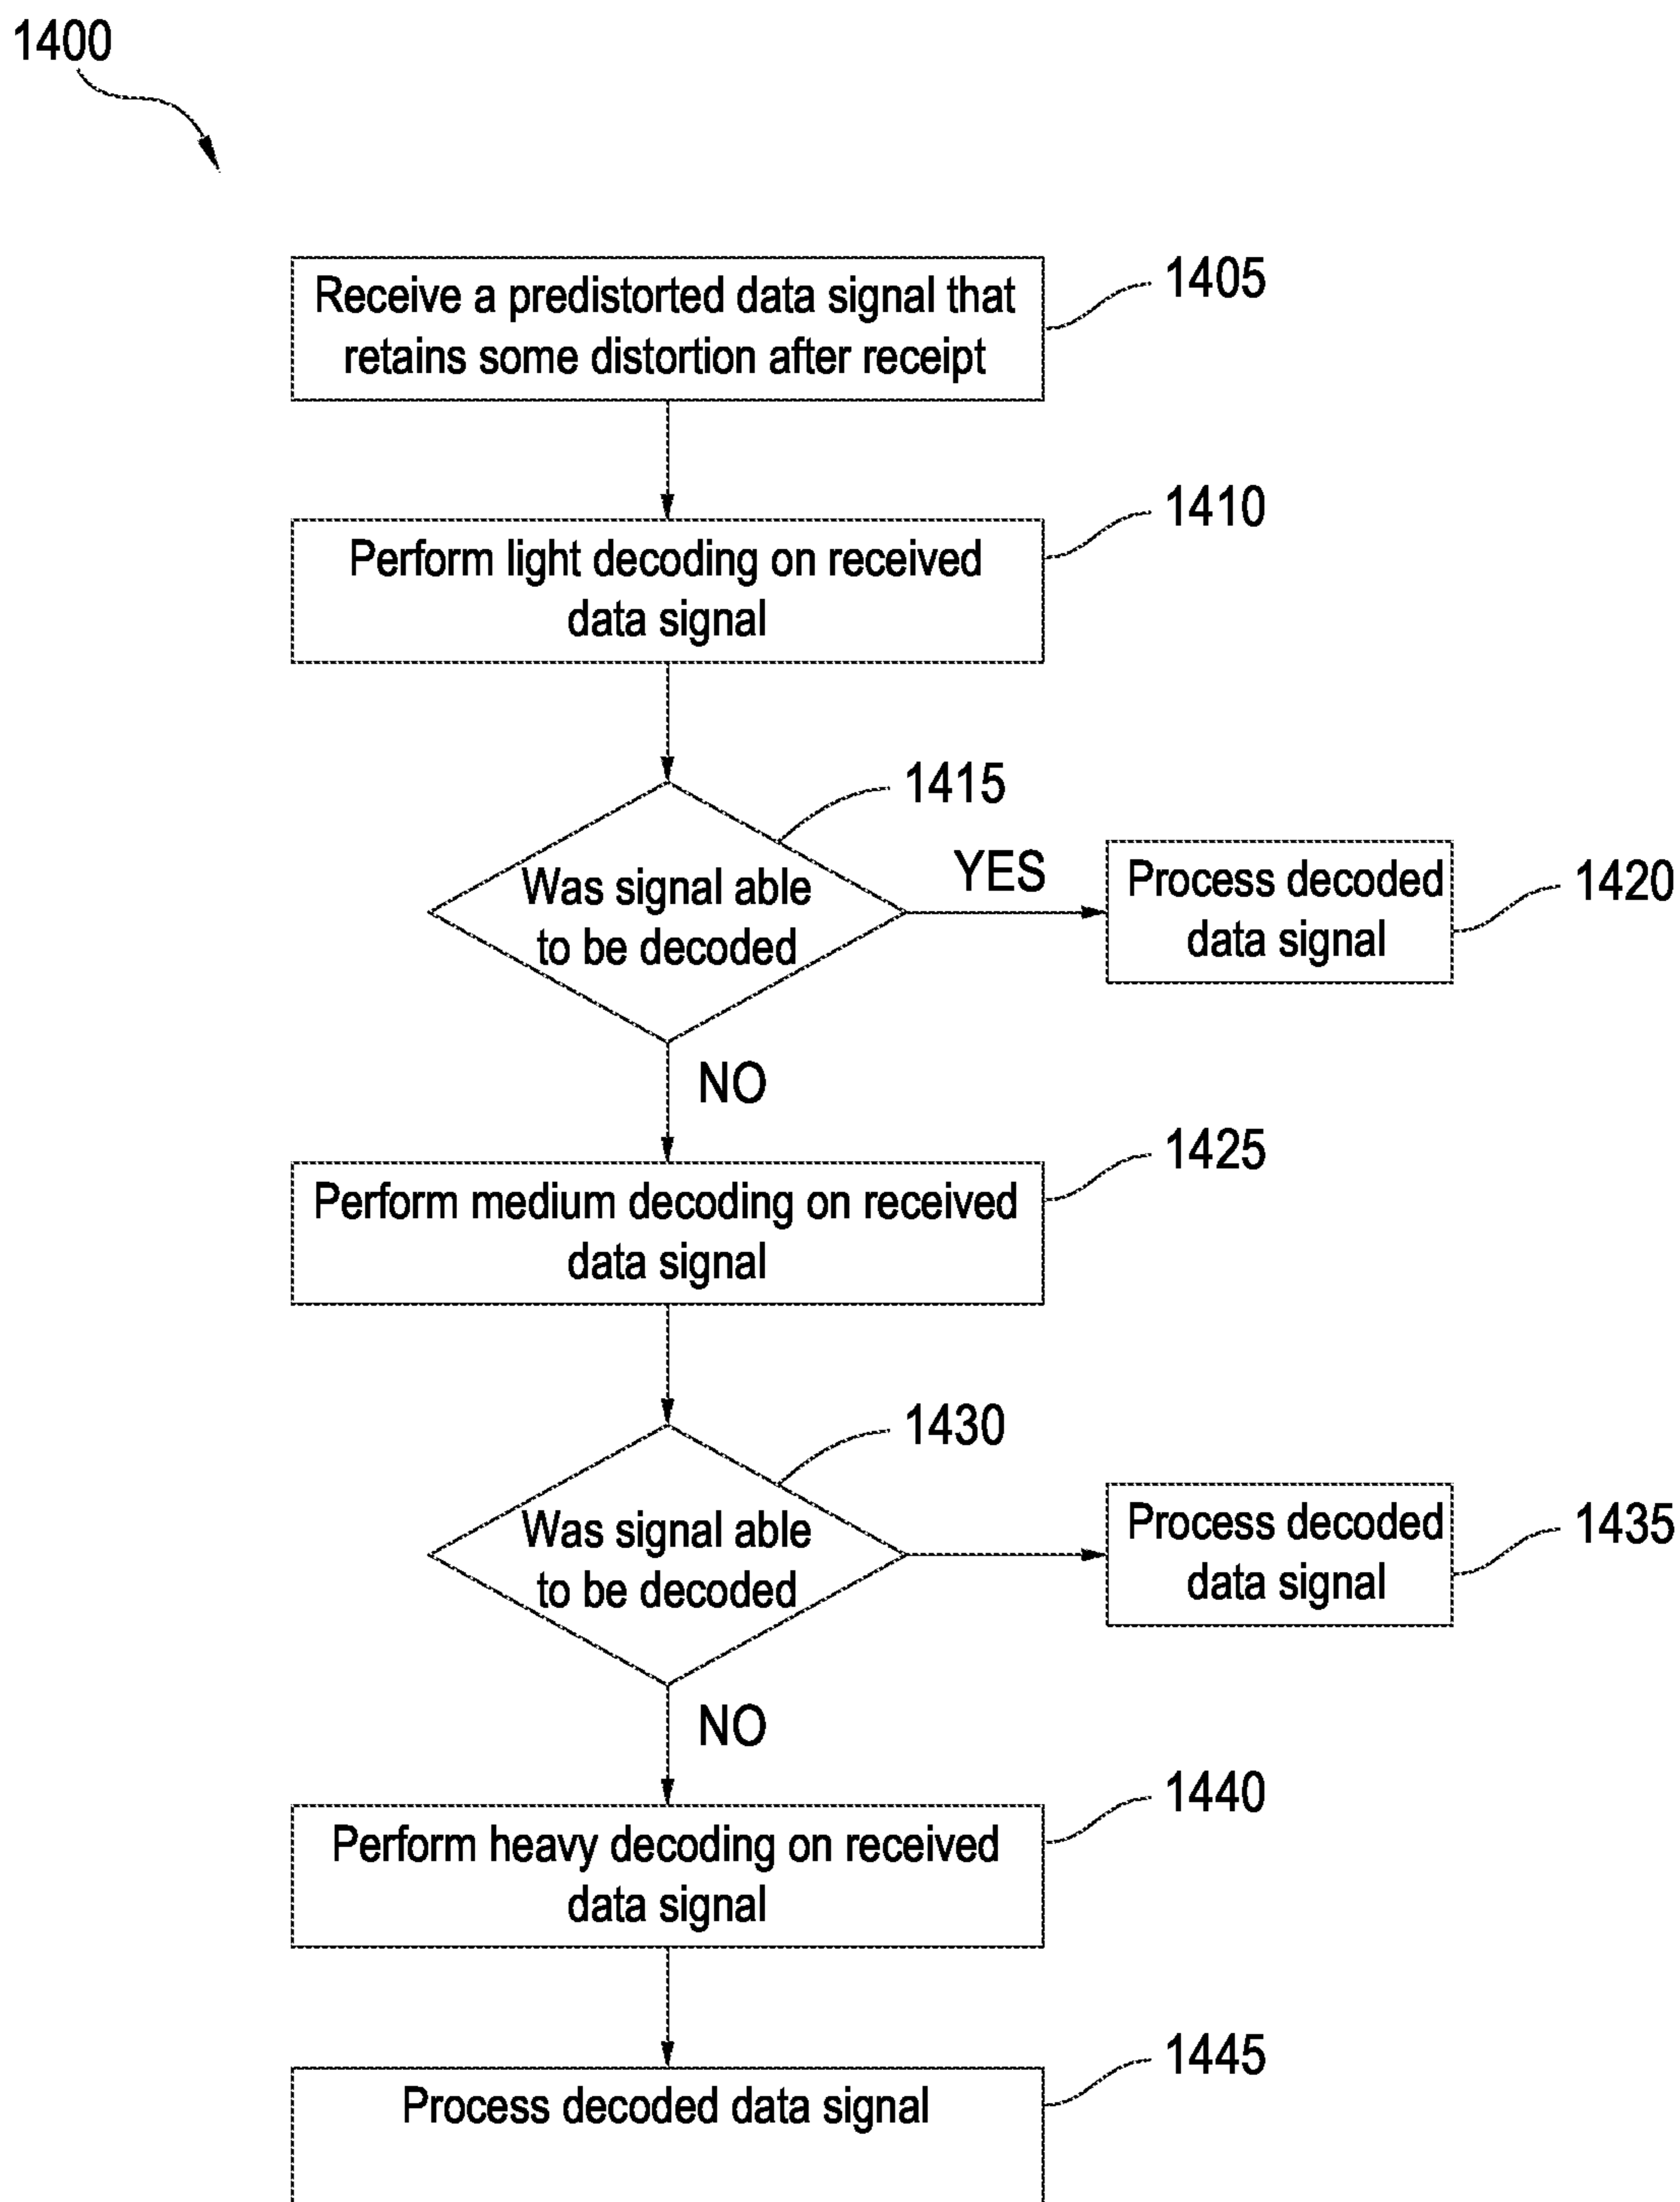 1400
Receive a predistorted data signal that
retains some distortion after receipt
1405
Perform light decoding on received
data signal
1410
Was signal able
to be decoded
1415
YES
Process decoded
data signal
1420
NO
Perform medium decoding on received
data signal
1425
Was signal able
to be decoded
1430
Process decoded
data signal
1435
NO
Perform heavy decoding on received
data signal
1440
Process decoded data signal
1445